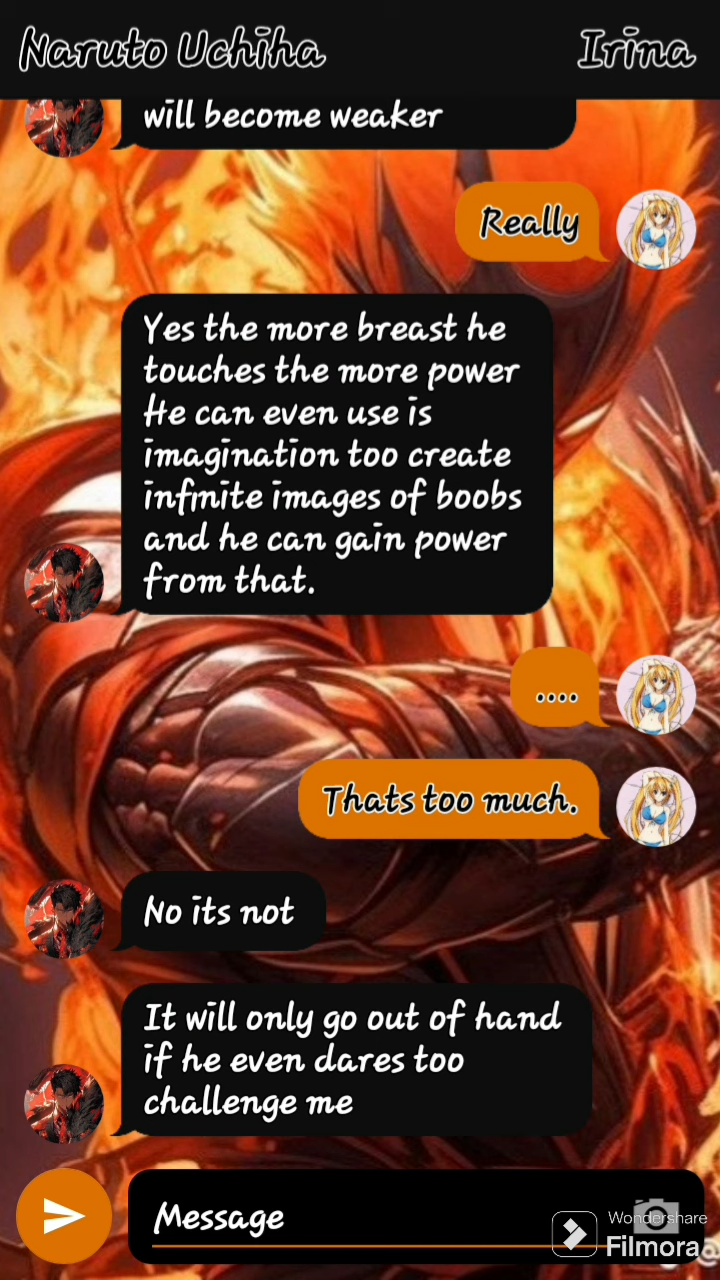 Naruto Uchiha
Irina
will become weaker
Really
Yes the more breast he
touches the more power
He can even use is
imagination too create
infinite images of boobs
and he can gain power
from that.
....
Thats too much.
No its not
It will only go out of hand
if he even dares too
challenge me
Message
Wondershare
Filmora
@